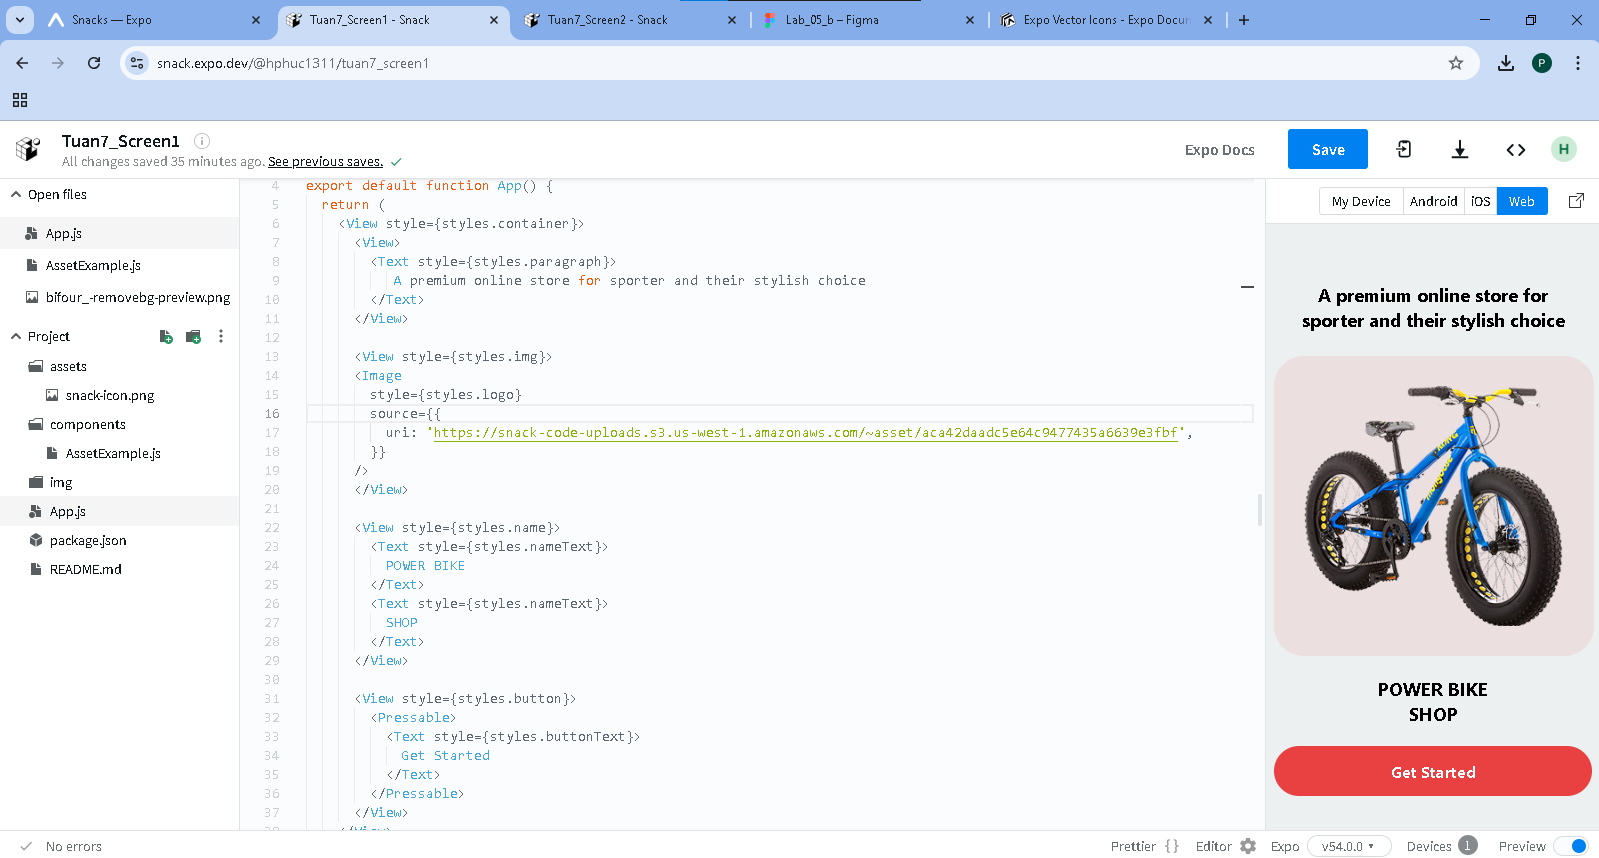 Snacks — Expo
Tuan7_Screen1 - Snack
Tuan7_Screen2 - Snack
Lab_05_b – Figma
Expo Vector Icons - Expo Docum
snack.expo.dev/@hphuc1311/tuan7_screen1
P
Tuan7_Screen1
All changes saved 35 minutes ago. See previous saves.
Expo Docs
Save
H
Open files
App.js
AssetExample.js
bifour_-removebg-preview.png
Project
assets
snack-icon.png
components
AssetExample.js
img
App.js
package.json
README.md
4 export default function App() {
5 return (
6 <View style={styles.container}>
7 <View>
8 <Text style={styles.paragraph}>
9 A premium online store for sporter and their stylish choice
10 </Text>
11 </View>
12
13 <View style={styles.img}>
14 <Image
15 style={styles.logo}
16 source={{
17 uri: 'https://snack-code-uploads.s3.us-west-1.amazonaws.com/~asset/aca42daadc5e64c9477435a6639e3fbf',
18 }}
19 />
20 </View>
21
22 <View style={styles.name}>
23 <Text style={styles.nameText}>
24 POWER BIKE
25 </Text>
26 <Text style={styles.nameText}>
27 SHOP
28 </Text>
29 </View>
30
31 <View style={styles.button}>
32 <Pressable>
33 <Text style={styles.buttonText}>
34 Get Started
35 </Text>
36 </Pressable>
37 </View>
38 </View>
My Device
Android
iOS
Web
A premium online store for
sporter and their stylish choice
POWER BIKE
SHOP
Get Started
No errors
Prettier { }
Editor
Expo
v54.0.0
Devices 1
Preview